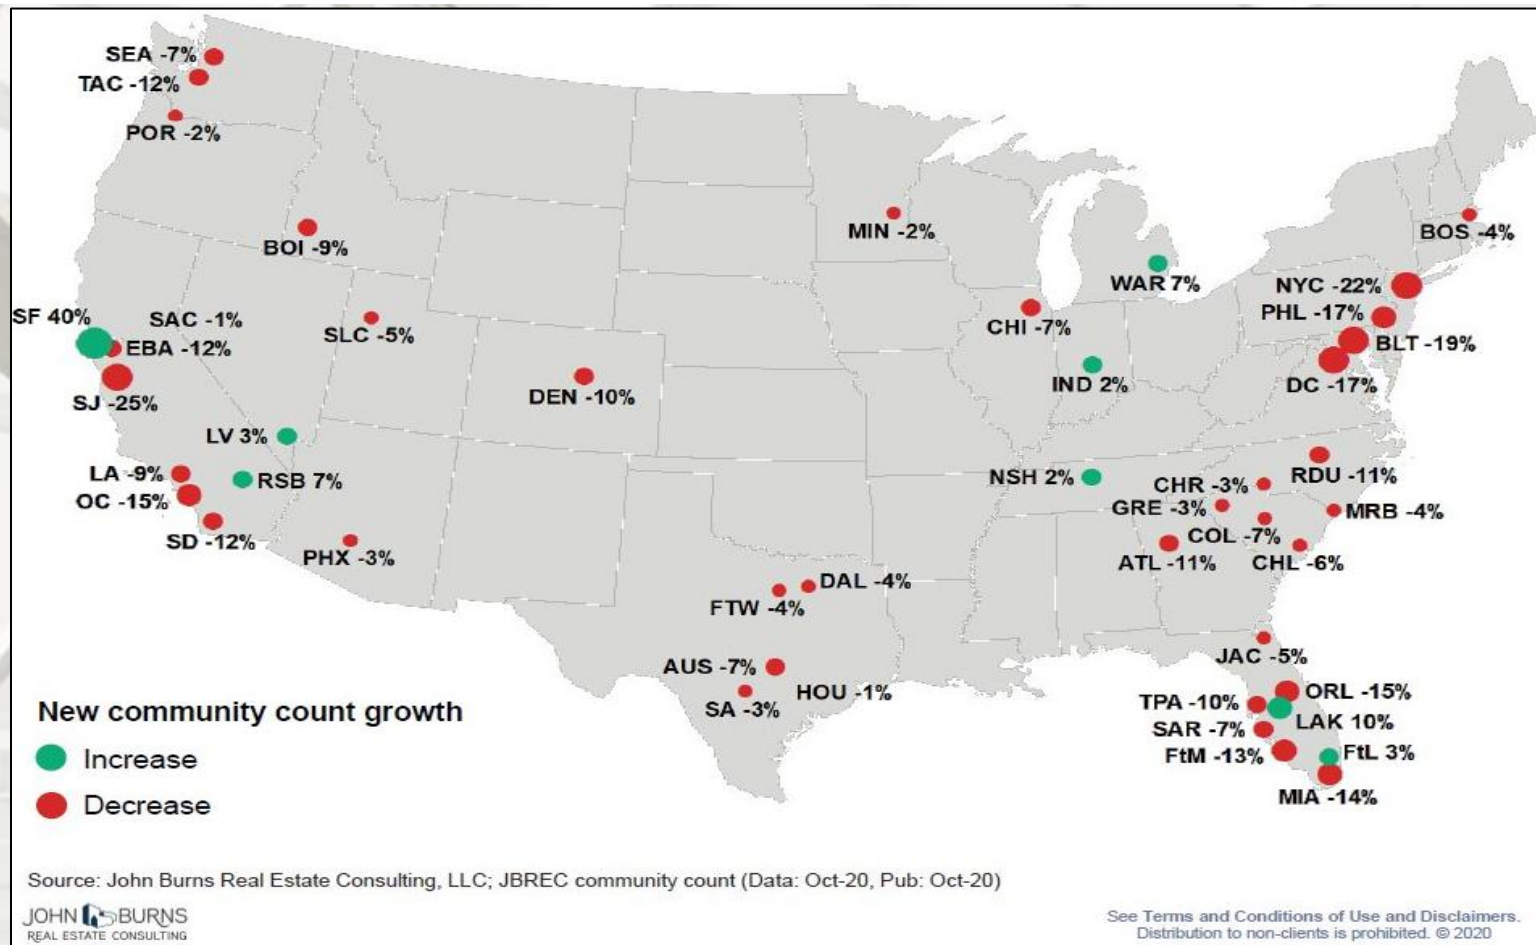 SEA -7%
TAC -12%
POR -2%
BOI -9%
MIN -2%
BOS -4%
WAR 7%
NYC -22%
PHL -17%
SF 40%
SAC -1%
SLC -5%
CHI -7%
EBA -12%
BLT -19%
DEN -10%
IND 2%
DC -17%
SJ -25%
LV 3%
LA -9%
RSB 7%
NSH 2%
CHR -3%
RDU -11%
OC -15%
GRE -3%
MRB -4%
SD -12%
PHX -3%
COL -7%
ATL -11%
CHL -6%
DAL -4%
FTW -4%
JAC -5%
AUS -7%
HOU -1%
SA -3%
TPA -10%
ORL -15%
LAK 10%
SAR -7%
FtM -13%
FtL 3%
MIA -14%
New community count growth
Increase
Decrease
Source: John Burns Real Estate Consulting, LLC; JBREC community count (Data: Oct-20, Pub: Oct-20)
JOHN BURNS
REAL ESTATE CONSULTING
See Terms and Conditions of Use and Disclaimers.
Distribution to non-clients is prohibited. © 2020